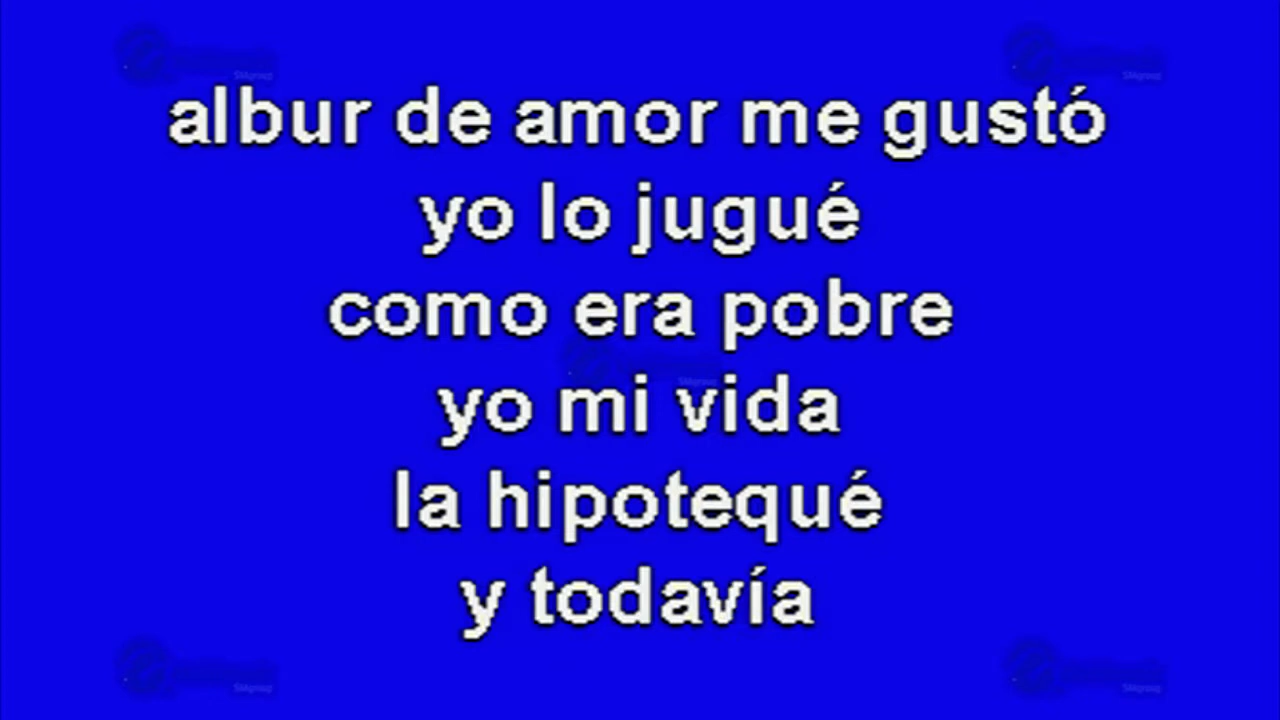 albur de amor me gustó
yo lo jugué
como era pobre
yo mi vida
la hipotequé
y todavía